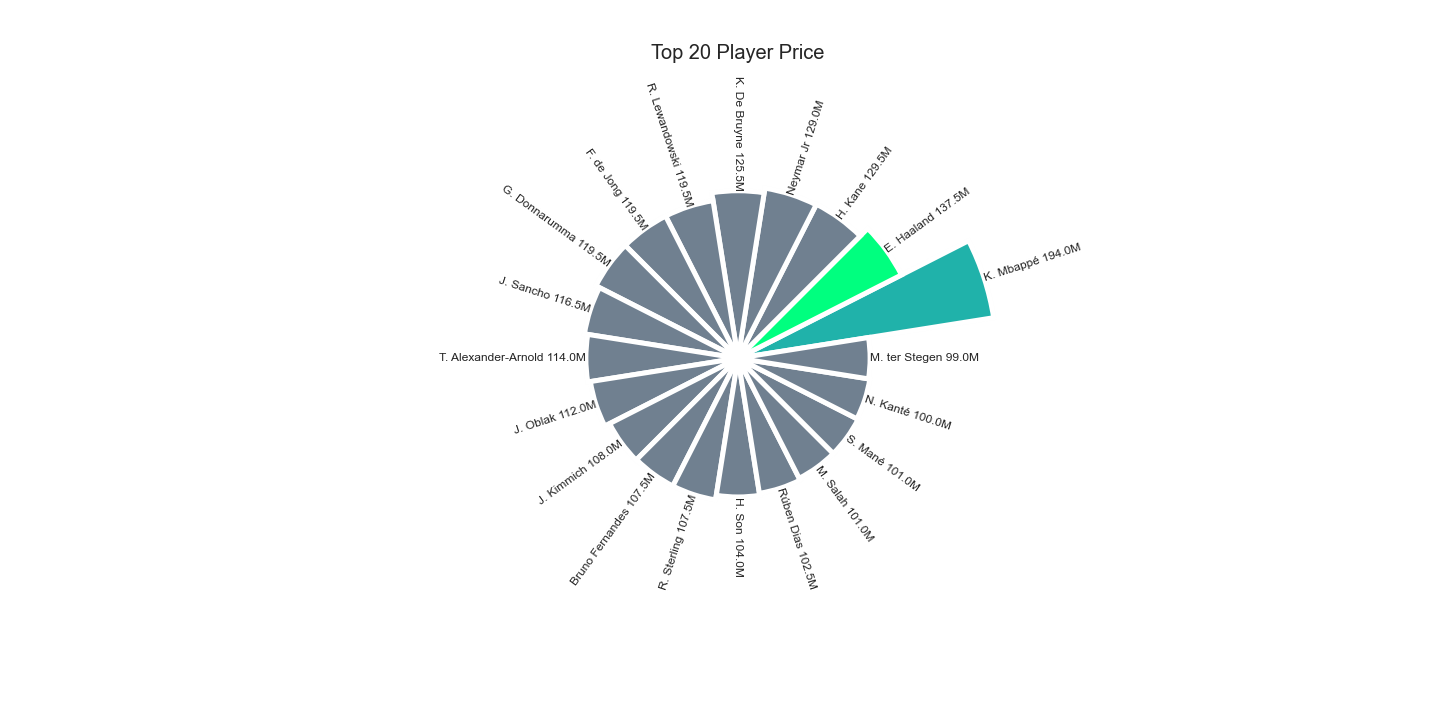 Top 20 Player Price
K. Mbappé 194.0M
E. Haaland 137.5M
H. Kane 129.5M
Neymar Jr 129.0M
K. De Bruyne 125.5M
R. Lewandowski 119.5M
F. de Jong 119.5M
G. Donnarumma 119.5M
J. Sancho 116.5M
T. Alexander-Arnold 114.0M
J. Oblak 112.0M
J. Kimmich 108.0M
Bruno Fernandes 107.5M
R. Sterling 107.5M
H. Son 104.0M
Rúben Dias 102.5M
M. Salah 101.0M
S. Mané 101.0M
N. Kanté 100.0M
M. ter Stegen 99.0M